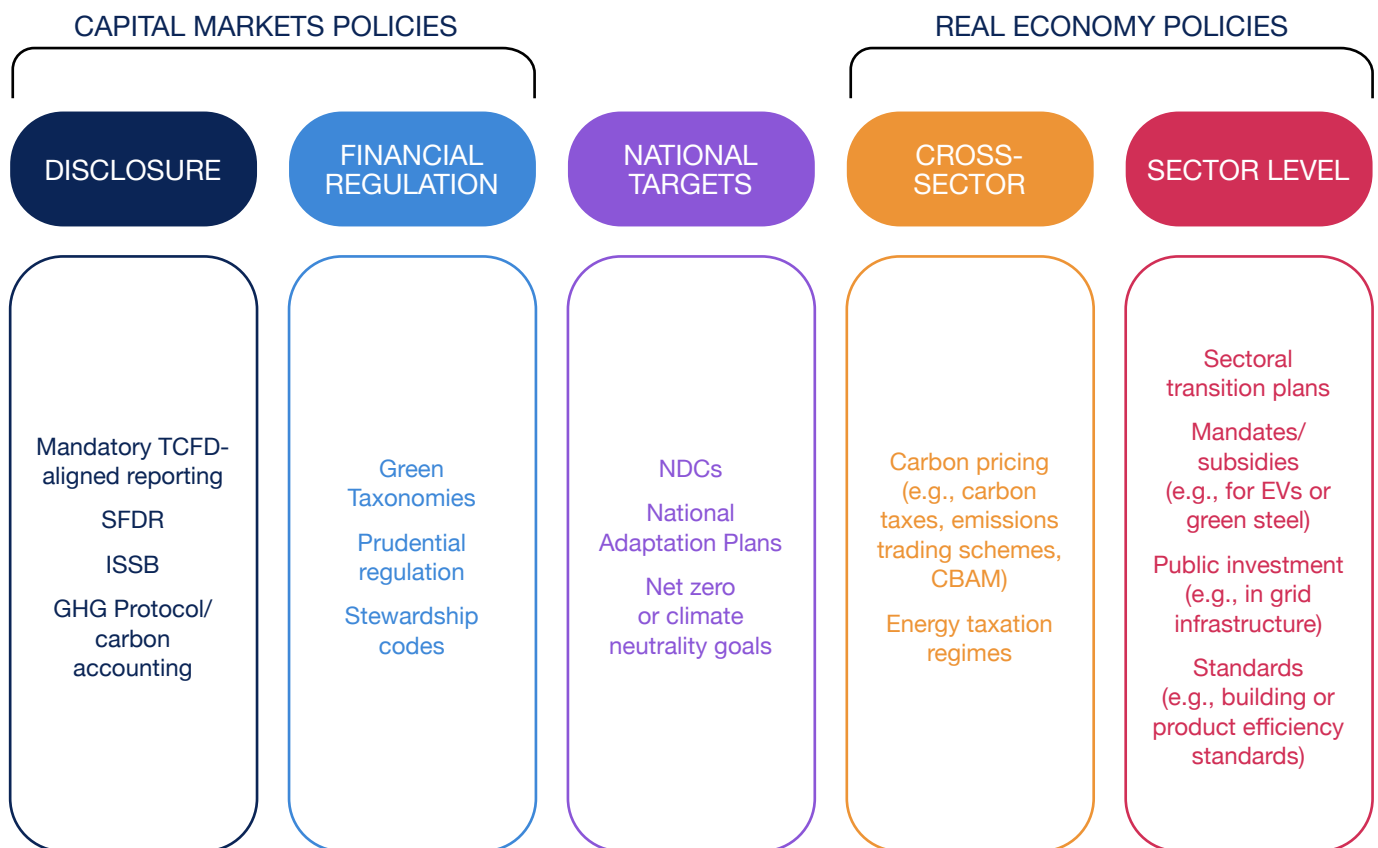 CAPITAL MARKETS POLICIES
REAL ECONOMY POLICIES
DISCLOSURE
FINANCIAL
REGULATION
NATIONAL
TARGETS
CROSS-
SECTOR
SECTOR LEVEL
Mandatory TCFD-
aligned reporting
SFDR
ISSB
GHG Protocol/
carbon
accounting
Green
Taxonomies
Prudential
regulation
Stewardship
codes
NDCs
National
Adaptation Plans
Net zero
or climate
neutrality goals
Carbon pricing
(e.g., carbon
taxes, emissions
trading schemes,
CBAM)
Energy taxation
regimes
Sectoral
transition plans
Mandates/
subsidies
(e.g., for EVs or
green steel)
Public investment
(e.g., in grid
infrastructure)
Standards
(e.g., building or
product efficiency
standards)